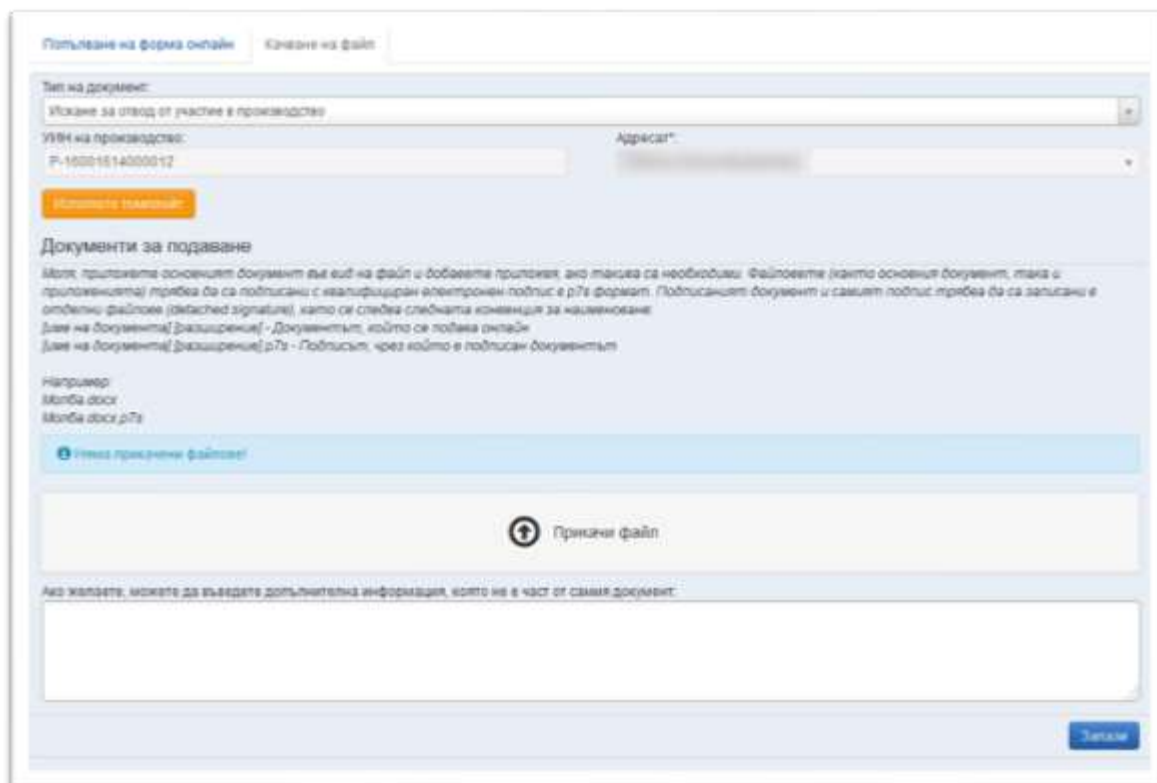 Попълване на форма онлайн Качване на файл
Тип на документ:
Искане за отвод от участие в производство
УИН на производство: Адресат*:
P-16001614000012
Използвте темплейт
Документи за подаване
Моля, приложете основният документ във вид на файл и добавете приложения, ако такива са необходими. Файловете (както основния документ, така и
приложенията) трябва да са подписани с квалифициран електронен подпис в p7s формат. Подписаният документ и самият подпис трябва да са записани в
отделни файлове (detached signature), като се следва следната конвенция за наименоване:
[име на документа].[разширение] - Документът, който се подава онлайн
[име на документа].[разширение].p7s - Подписът, чрез който е подписан документът
Например:
Молба.docx
Молба.docx.p7s
Няма прикачени файлове!
Прикачи файл
Ако желаете, можете да въведете допълнителна информация, която не е част от самия документ:
Запази